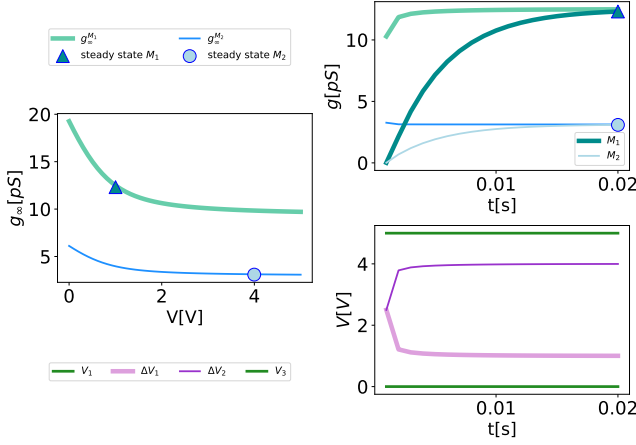 g∞^M₁ g∞^M₂
steady state M₁ steady state M₂
20
15
10
5
g∞[pS]
0 2 4
V[V]
V₁ ΔV₁ ΔV₂ V₃
10
5
0
g[pS]
M₁
M₂
0.01 0.02
t[s]
4
2
0
V[V]
0.01 0.02
t[s]